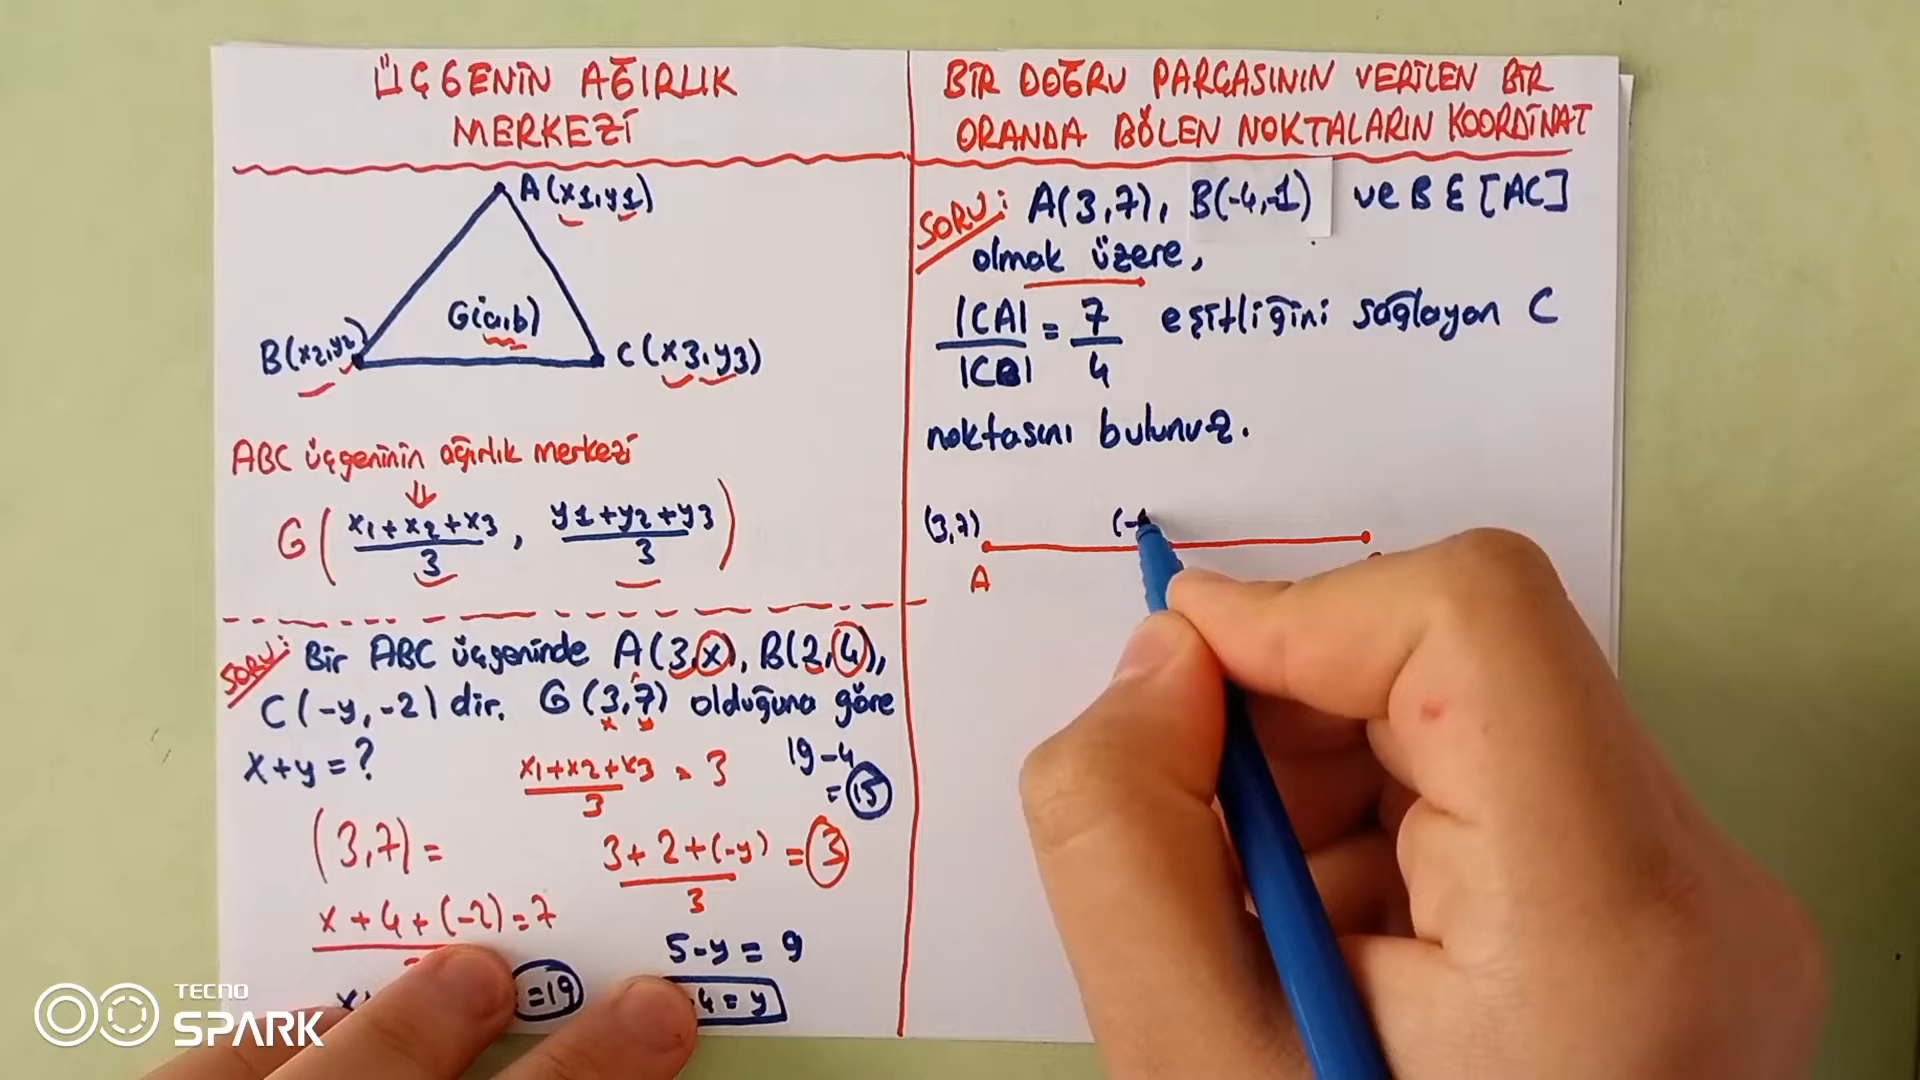 ÜÇGENİN AĞIRLIK
MERKEZİ
A(x1,y1)
G(a,b)
B(x2,y2)
C(x3,y3)
ABC üçgeninin ağırlık merkezi
⇓
G( x1+x2+x3 / 3 , y1+y2+y3 / 3 )
SORU: Bir ABC üçgeninde A(3,x), B(2,4),
C(-y,-2) dir. G(3,7) olduğuna göre
x y
x+y=?
x1+x2+x3 / 3 = 3
19-4
=15
(3,7)=
3+2+(-y) / 3 = 3
x+4+(-2)=7
5-y=9
=19
4=y
BİR DOĞRU PARÇASININ VERİLEN BİR
ORANDA BÖLEN NOKTALARIN KOORDİNAT
SORU: A(3,7), B(-4,-1) ve B ∈ [AC]
olmak üzere,
|CA| / |CB| = 7 / 4 eşitliğini sağlayan C
noktasını bulunuz.
(3,7) (-
A
TECNO
SPARK